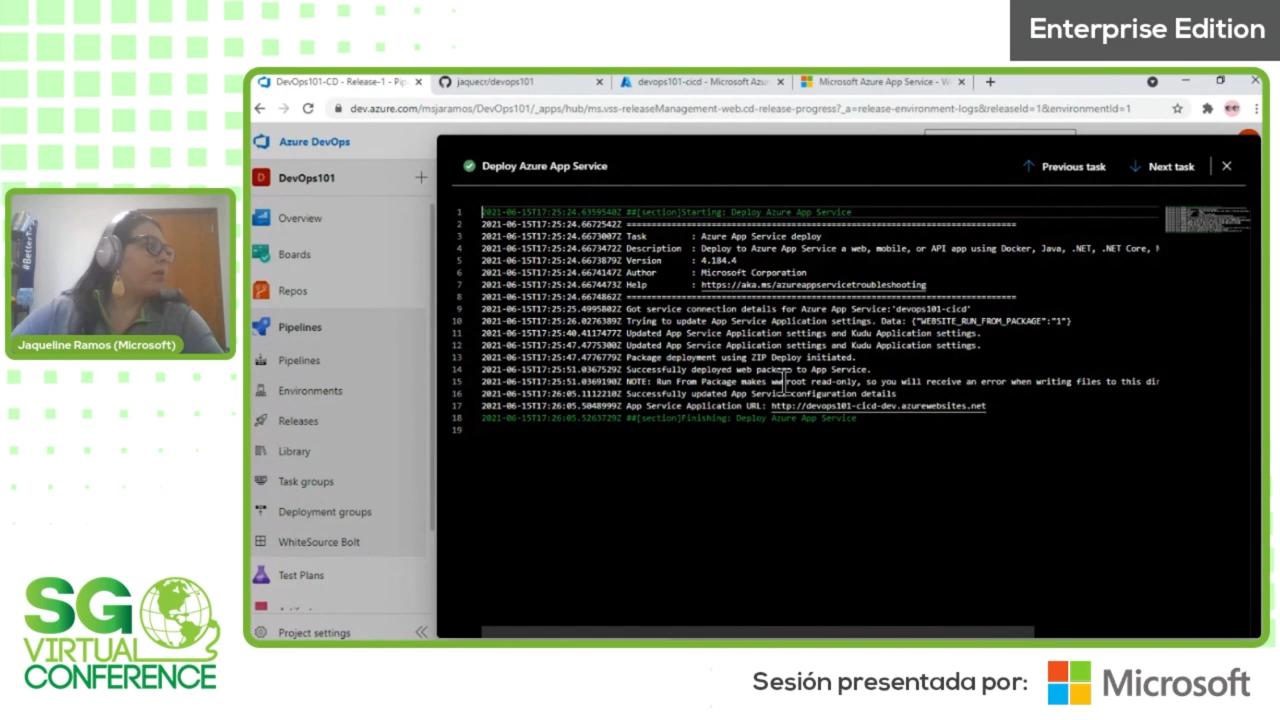 Enterprise Edition
DevOps101-CD - Release-1 - Pip
jaquecr/devops101
devops101-cicd - Microsoft Azu
Microsoft Azure App Service - W
dev.azure.com/msjaramos/DevOps101/_apps/hub/ms.vss-releaseManagement-web.cd-release-progress?_a=release-environment-logs&releaseId=1&environmentId=1
Azure DevOps
D DevOps101
Overview
Boards
Repos
Pipelines
Pipelines
Environments
Releases
Library
Task groups
Deployment groups
WhiteSource Bolt
Test Plans
Project settings
Deploy Azure App Service
Previous task
Next task
1 2021-06-15T17:25:24.6359540Z ##[section]Starting: Deploy Azure App Service
2 2021-06-15T17:25:24.6672542Z ==============================================================================
3 2021-06-15T17:25:24.6673007Z Task : Azure App Service deploy
4 2021-06-15T17:25:24.6673472Z Description : Deploy to Azure App Service a web, mobile, or API app using Docker, Java, .NET, .NET Core, N
5 2021-06-15T17:25:24.6673879Z Version : 4.184.4
6 2021-06-15T17:25:24.6674147Z Author : Microsoft Corporation
7 2021-06-15T17:25:24.6674473Z Help : https://aka.ms/azureappservicetroubleshooting
8 2021-06-15T17:25:24.6674862Z ==============================================================================
9 2021-06-15T17:25:25.4995802Z Got service connection details for Azure App Service:'devops101-cicd'
10 2021-06-15T17:25:26.0276389Z Trying to update App Service Application settings. Data: {"WEBSITE_RUN_FROM_PACKAGE":"1"}
11 2021-06-15T17:25:40.4117477Z Updated App Service Application settings and Kudu Application settings.
12 2021-06-15T17:25:47.4775300Z Updated App Service Application settings and Kudu Application settings.
13 2021-06-15T17:25:47.4776779Z Package deployment using ZIP Deploy initiated.
14 2021-06-15T17:25:51.0367529Z Successfully deployed web package to App Service.
15 2021-06-15T17:25:51.0369190Z NOTE: Run From Package makes wwwroot read-only, so you will receive an error when writing files to this dir
16 2021-06-15T17:26:05.1112210Z Successfully updated App Service configuration details
17 2021-06-15T17:26:05.5048999Z App Service Application URL: http://devops101-cicd-dev.azurewebsites.net
18 2021-06-15T17:26:05.5263729Z ##[section]Finishing: Deploy Azure App Service
19
Jaqueline Ramos (Microsoft)
SG
VIRTUAL
CONFERENCE
Sesión presentada por:
Microsoft